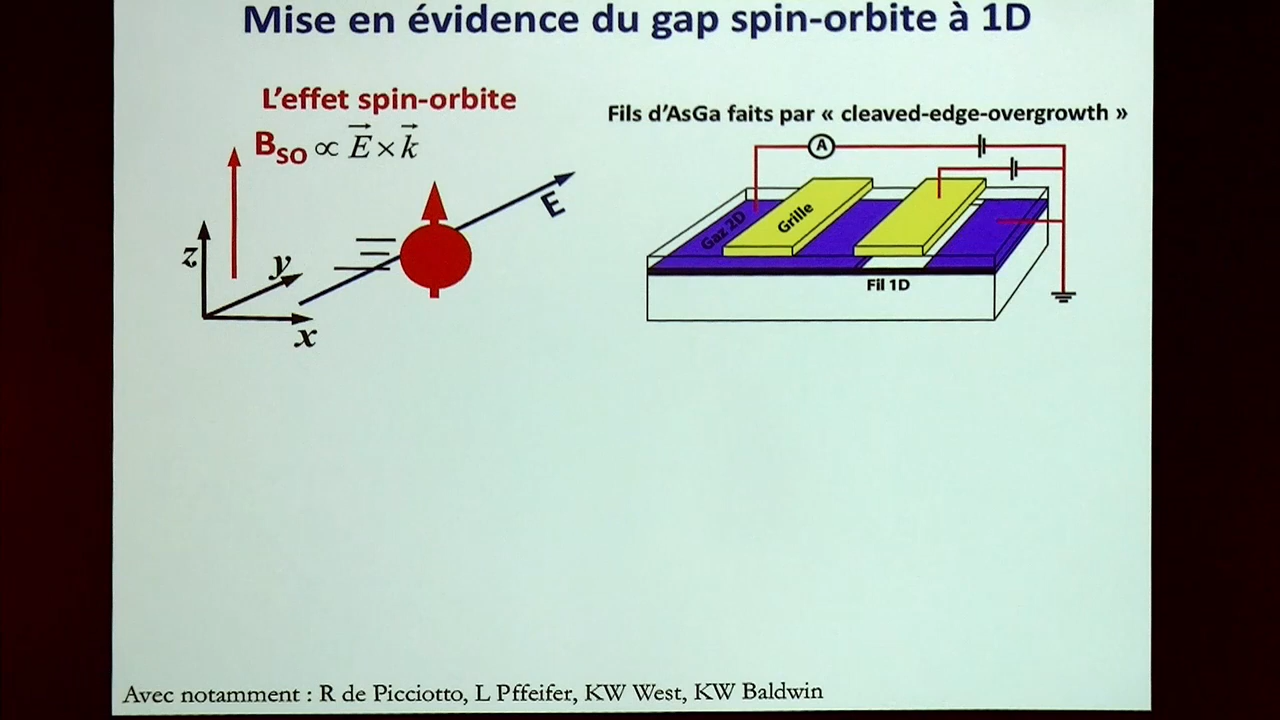 Mise en évidence du gap spin-orbite à 1D
L'effet spin-orbite
B_SO ∝ E × k
E
z
y
x
Fils d'AsGa faits par « cleaved-edge-overgrowth »
A
Gaz 2D
Grille
Fil 1D
Avec notamment : R de Picciotto, L Pffeifer, KW West, KW Baldwin